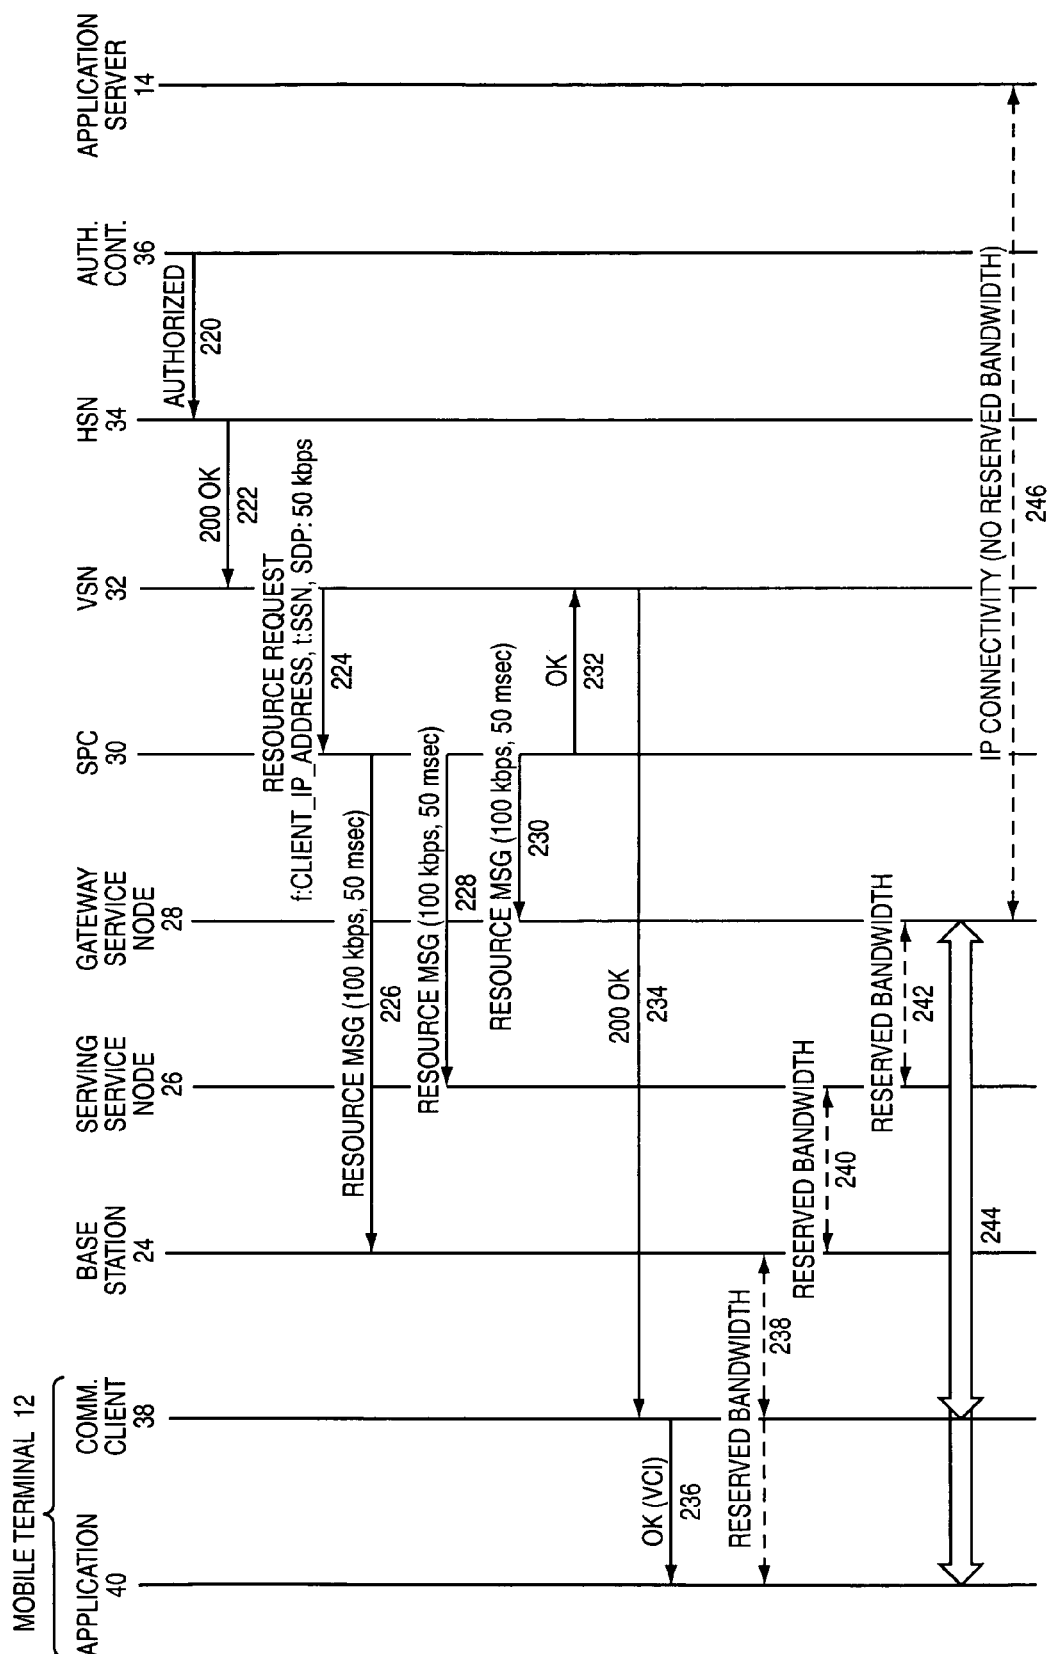 MOBILE TERMINAL 12
APPLICATION
40
COMM.
CLIENT
38
BASE
STATION
24
SERVING
SERVICE
NODE
26
GATEWAY
SERVICE
NODE
28
SPC
30
VSN
32
HSN
34
AUTH.
CONT.
36
APPLICATION
SERVER
14
AUTHORIZED
220
200 OK
222
RESOURCE REQUEST
f:CLIENT_IP_ADDRESS, t:SSN, SDP: 50 kbps
224
RESOURCE MSG (100 kbps, 50 msec)
226
RESOURCE MSG (100 kbps, 50 msec)
228
RESOURCE MSG (100 kbps, 50 msec)
230
OK
232
200 OK
234
OK (VCI)
236
RESERVED BANDWIDTH
238
RESERVED BANDWIDTH
240
RESERVED BANDWIDTH
242
244
IP CONNECTIVITY (NO RESERVED BANDWIDTH)
246